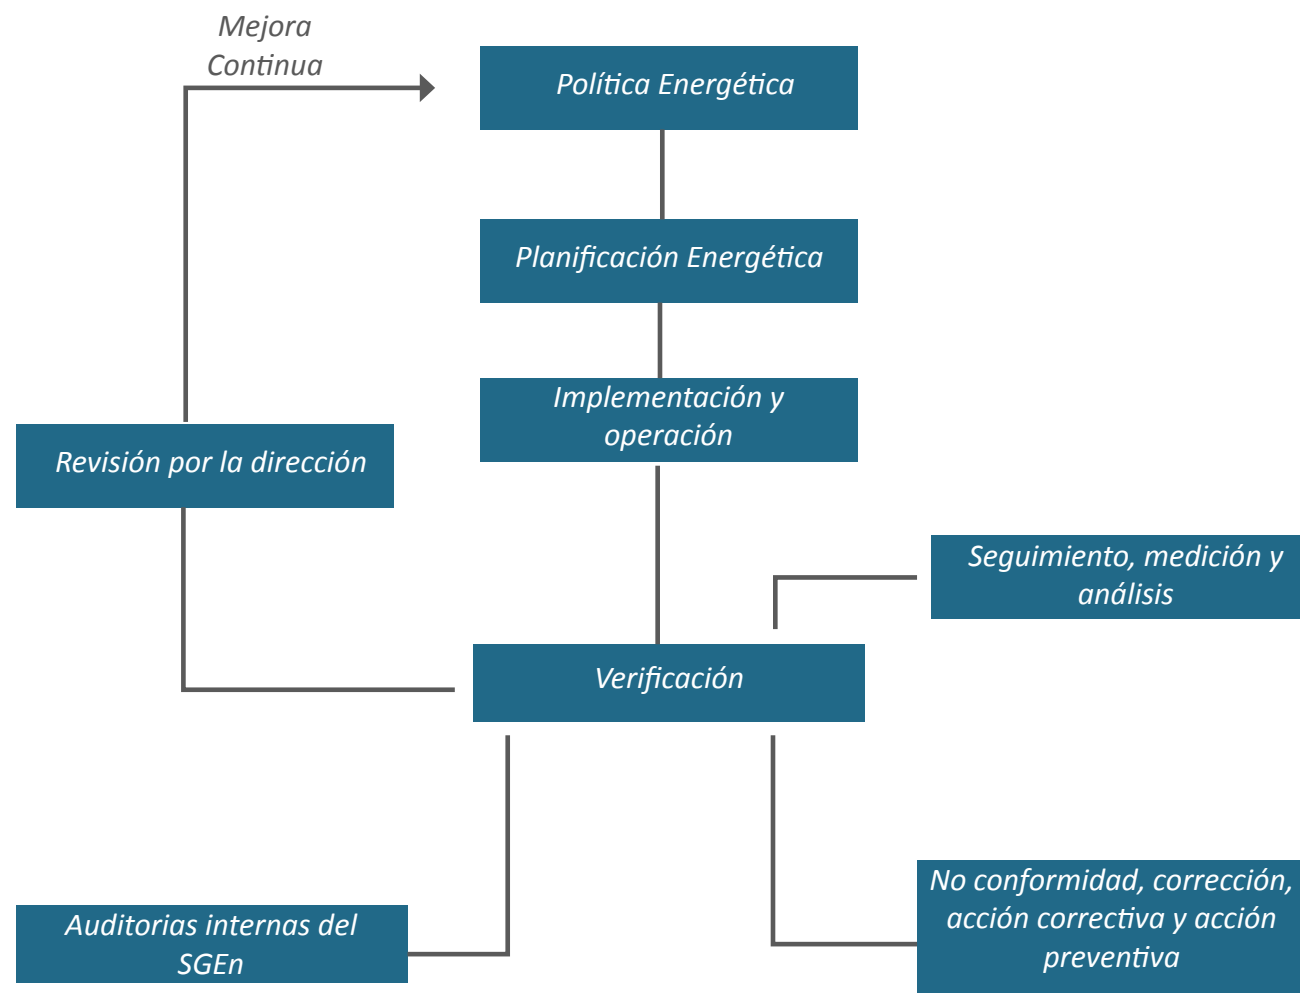 Mejora
Continua
Política Energética
Planificación Energética
Implementación y
operación
Revisión por la dirección
Seguimiento, medición y
análisis
Verificación
No conformidad, corrección,
acción correctiva y acción
preventiva
Auditorias internas del
SGEn